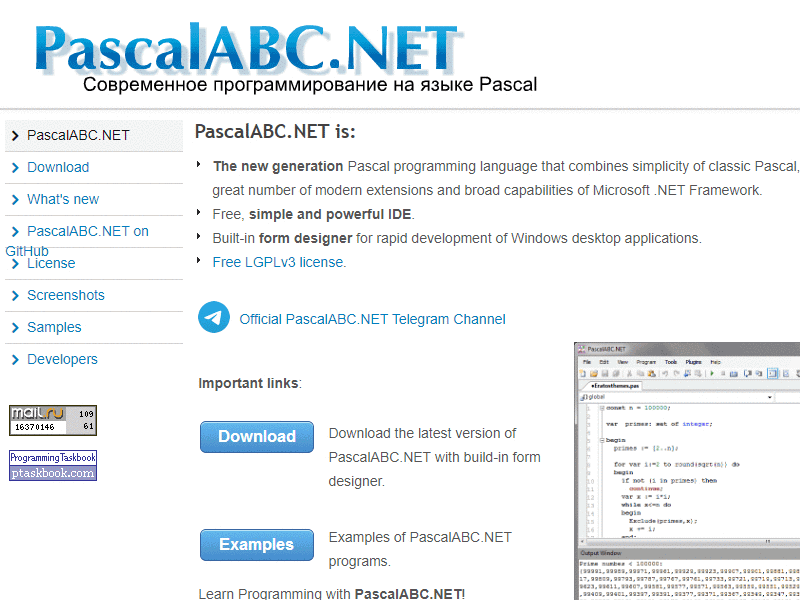 PascalABC.NET
Современное программирование на языке Pascal
PascalABC.NET
Download
What's new
PascalABC.NET on
GitHub
License
Screenshots
Samples
Developers
mail.ru
109
16370146
61
ProgrammingTaskbook
ptaskbook.com
PascalABC.NET is:
The new generation Pascal programming language that combines simplicity of classic Pascal,
great number of modern extensions and broad capabilities of Microsoft .NET Framework.
Free, simple and powerful IDE.
Built-in form designer for rapid development of Windows desktop applications.
Free LGPLv3 license.
Official PascalABC.NET Telegram Channel
Important links:
Download
Download the latest version of
PascalABC.NET with build-in form
designer.
Examples
Examples of PascalABC.NET
programs.
Learn Programming with PascalABC.NET!
PascalABC.NET
File Edit View Program Tools Plugins Help
•Eratosthenes.pas
global
const n = 100000;
var primes: set of integer;
begin
primes := [2..n];
for var i:=2 to round(sqrt(n)) do
begin
if not (i in primes) then
continue;
var x := i*i;
while x<=n do
begin
Exclude(primes,x);
x += i;
end;
Output Window
Prime numbes < 100000: